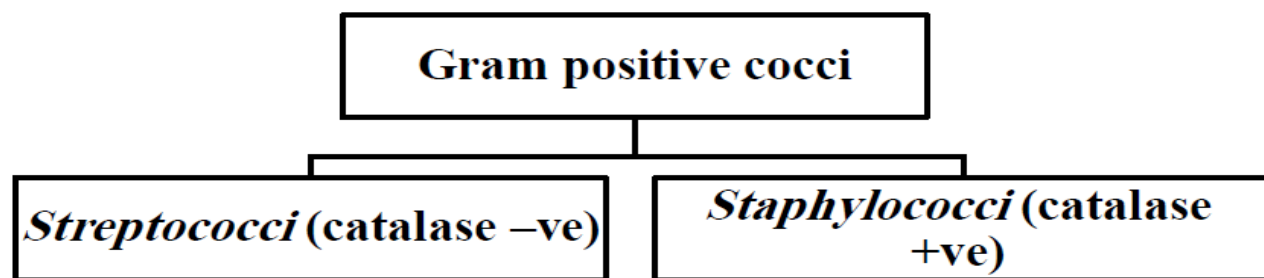 Gram positive cocci
Streptococci (catalase –ve)
Staphylococci (catalase
+ve)